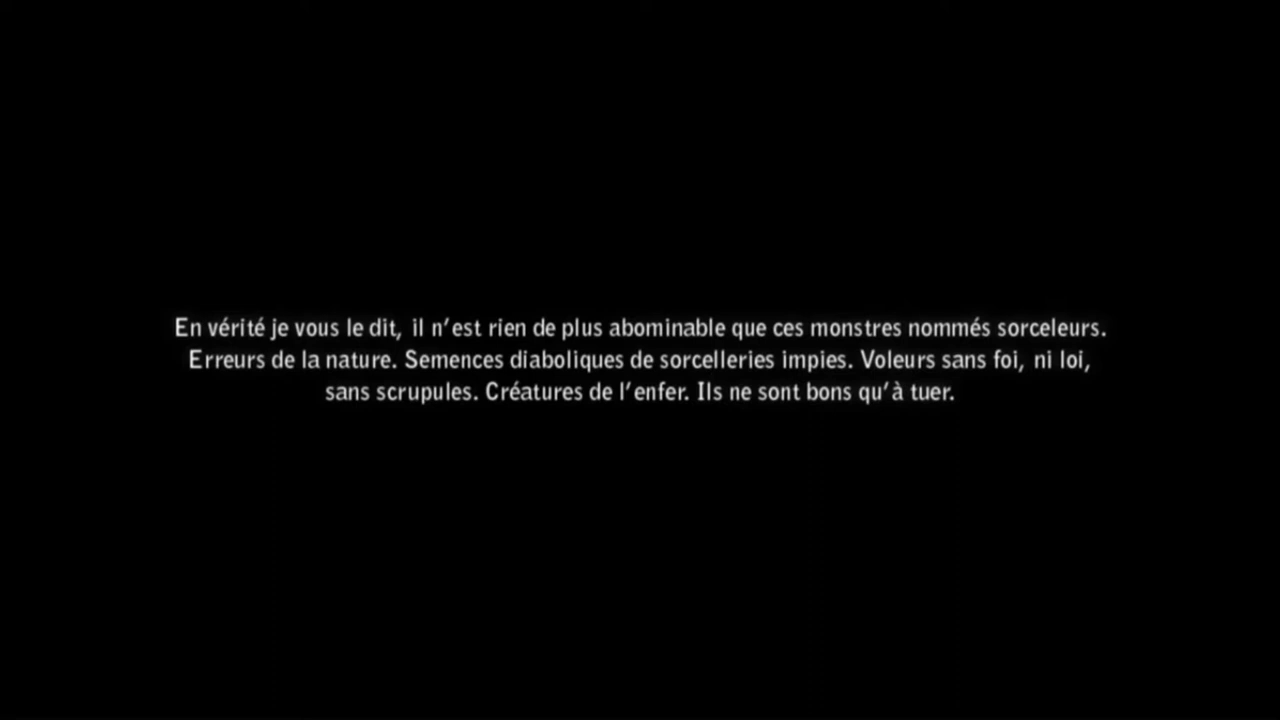 En vérité je vous le dit, il n'est rien de plus abominable que ces monstres nommés sorceleurs.
Erreurs de la nature. Semences diaboliques de sorcelleries impies. Voleurs sans foi, ni loi,
sans scrupules. Créatures de l'enfer. Ils ne sont bons qu'à tuer.